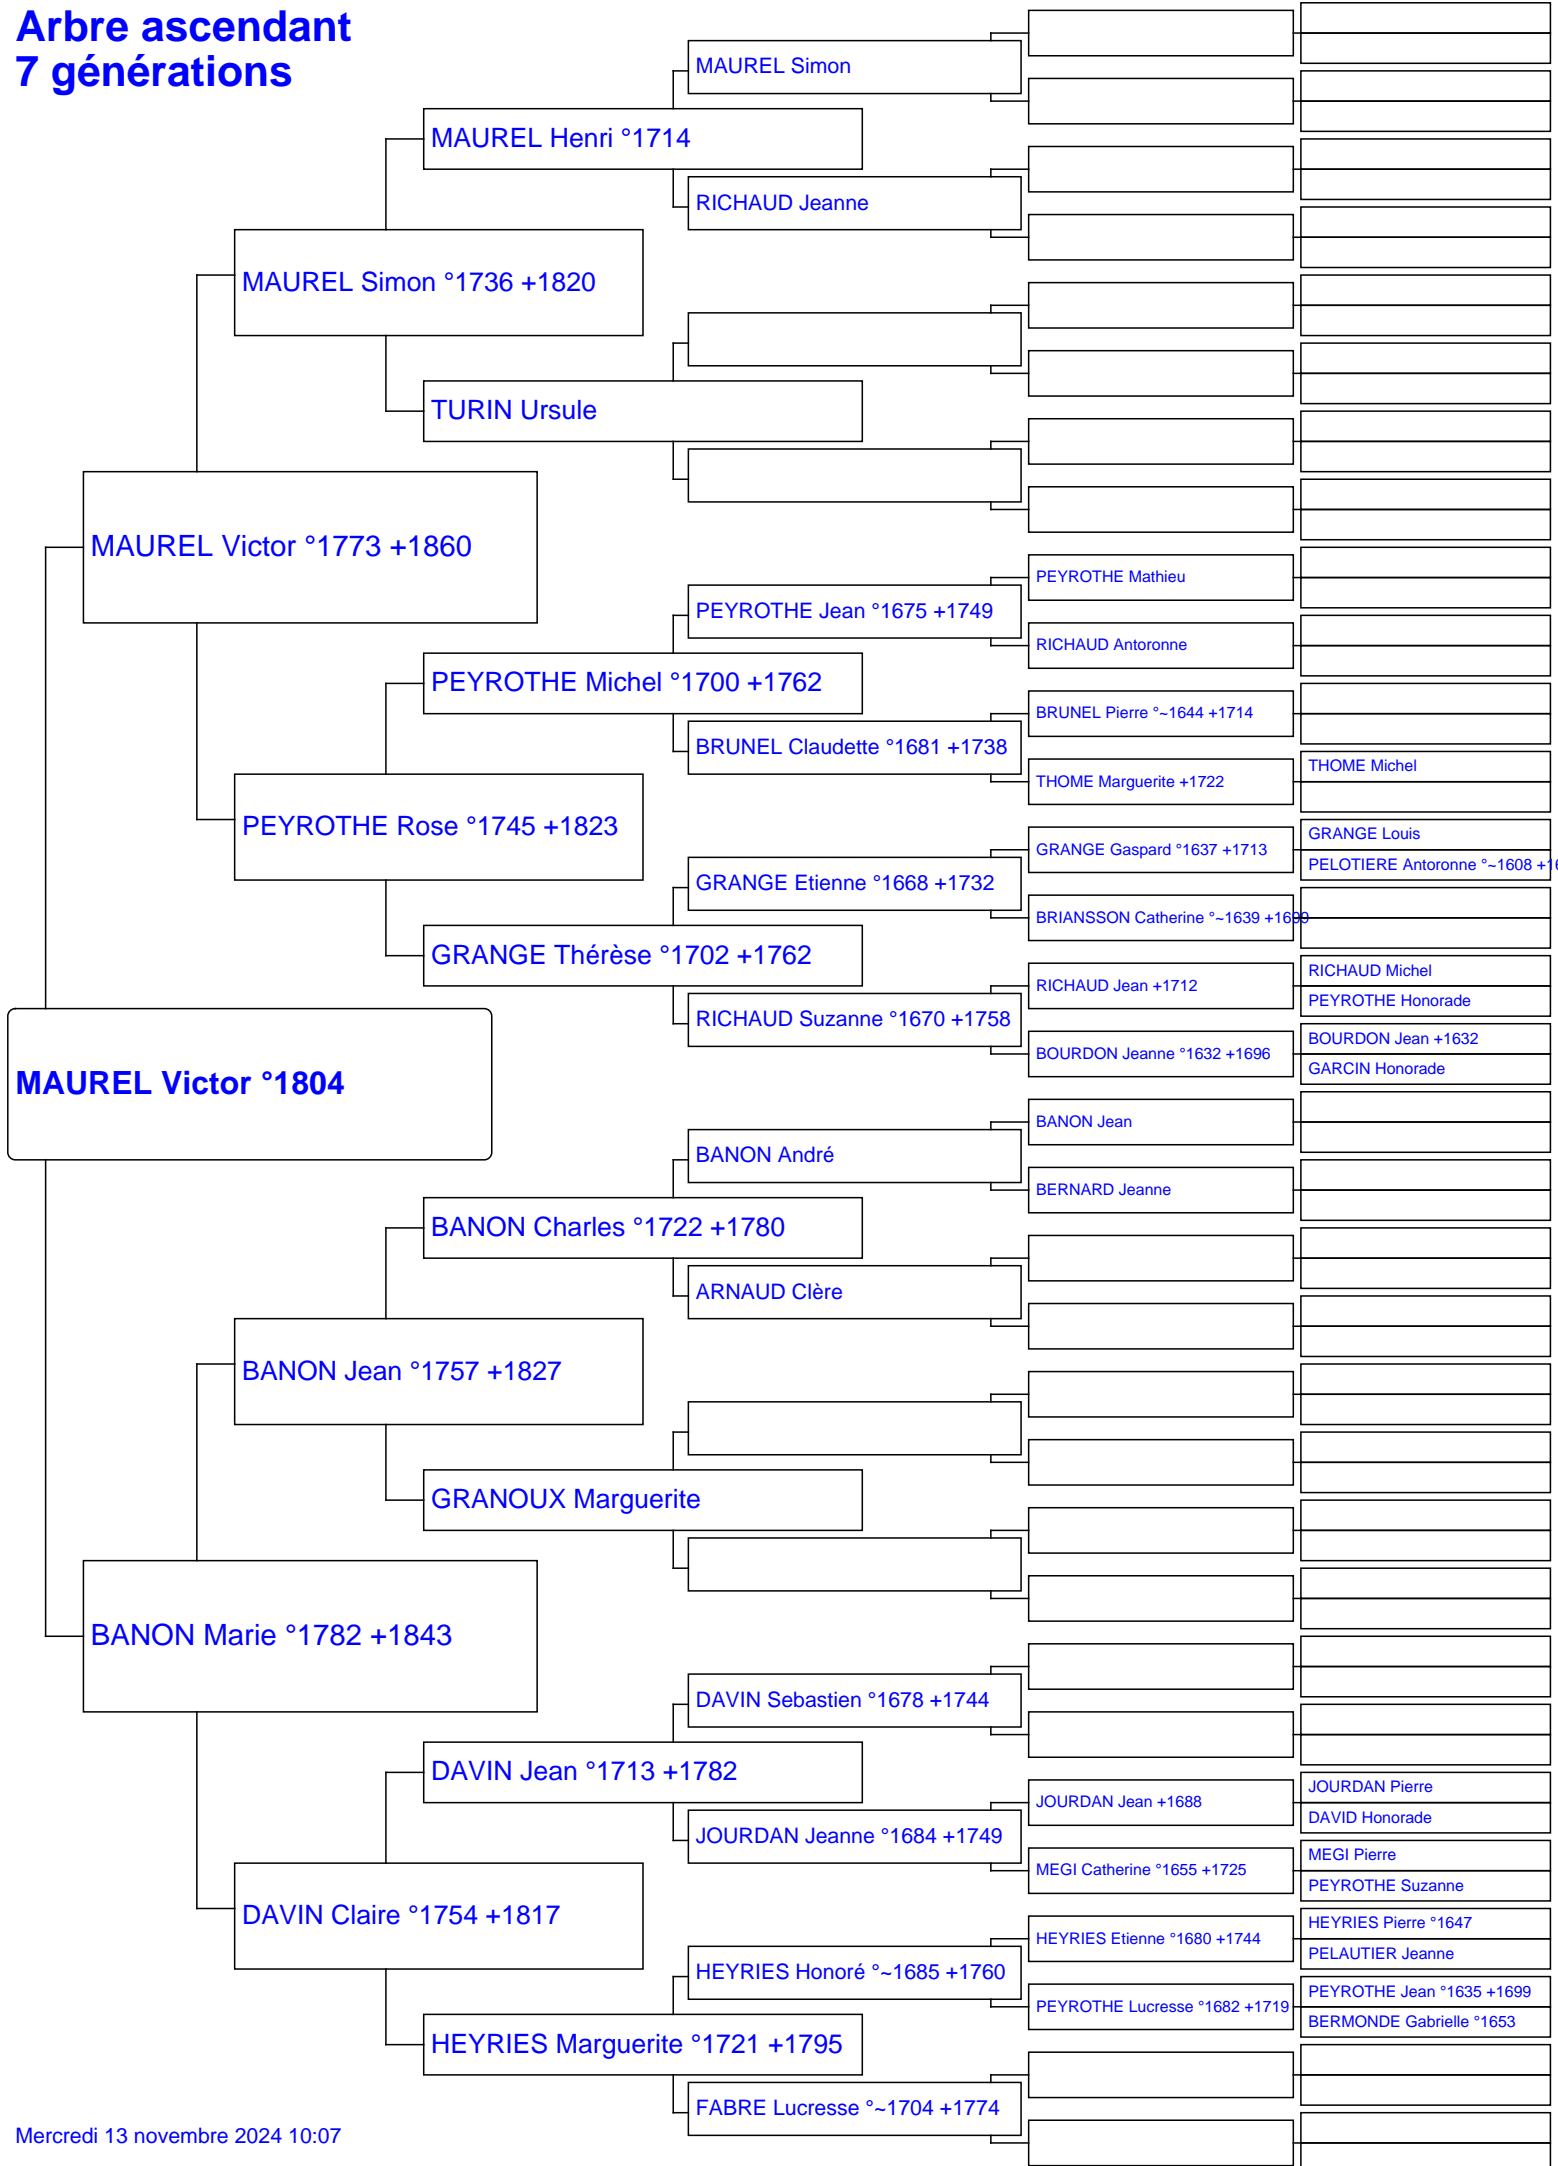 Arbre ascendant
7 générations
MAUREL Simon
MAUREL Henri °1714
RICHAUD Jeanne
MAUREL Simon °1736 +1820
TURIN Ursule
MAUREL Victor °1773 +1860
PEYROTHE Mathieu
PEYROTHE Jean °1675 +1749
RICHAUD Antoronne
PEYROTHE Michel °1700 +1762
BRUNEL Pierre °~1644 +1714
BRUNEL Claudette °1681 +1738
THOME Michel
THOME Marguerite +1722
PEYROTHE Rose °1745 +1823
GRANGE Louis
GRANGE Gaspard °1637 +1713
PELOTIERE Antoronne °~1608 +16
GRANGE Etienne °1668 +1732
BRIANSSON Catherine °~1639 +1699
GRANGE Thérèse °1702 +1762
RICHAUD Michel
RICHAUD Jean +1712
PEYROTHE Honorade
RICHAUD Suzanne °1670 +1758
BOURDON Jean +1632
BOURDON Jeanne °1632 +1696
GARCIN Honorade
MAUREL Victor °1804
BANON Jean
BANON André
BERNARD Jeanne
BANON Charles °1722 +1780
ARNAUD Clère
BANON Jean °1757 +1827
GRANOUX Marguerite
BANON Marie °1782 +1843
DAVIN Sebastien °1678 +1744
DAVIN Jean °1713 +1782
JOURDAN Pierre
JOURDAN Jean +1688
DAVID Honorade
JOURDAN Jeanne °1684 +1749
MEGI Pierre
MEGI Catherine °1655 +1725
PEYROTHE Suzanne
DAVIN Claire °1754 +1817
HEYRIES Pierre °1647
HEYRIES Etienne °1680 +1744
PELAUTIER Jeanne
HEYRIES Honoré °~1685 +1760
PEYROTHE Jean °1635 +1699
PEYROTHE Lucresse °1682 +1719
BERMONDE Gabrielle °1653
HEYRIES Marguerite °1721 +1795
FABRE Lucresse °~1704 +1774
Mercredi 13 novembre 2024 10:07